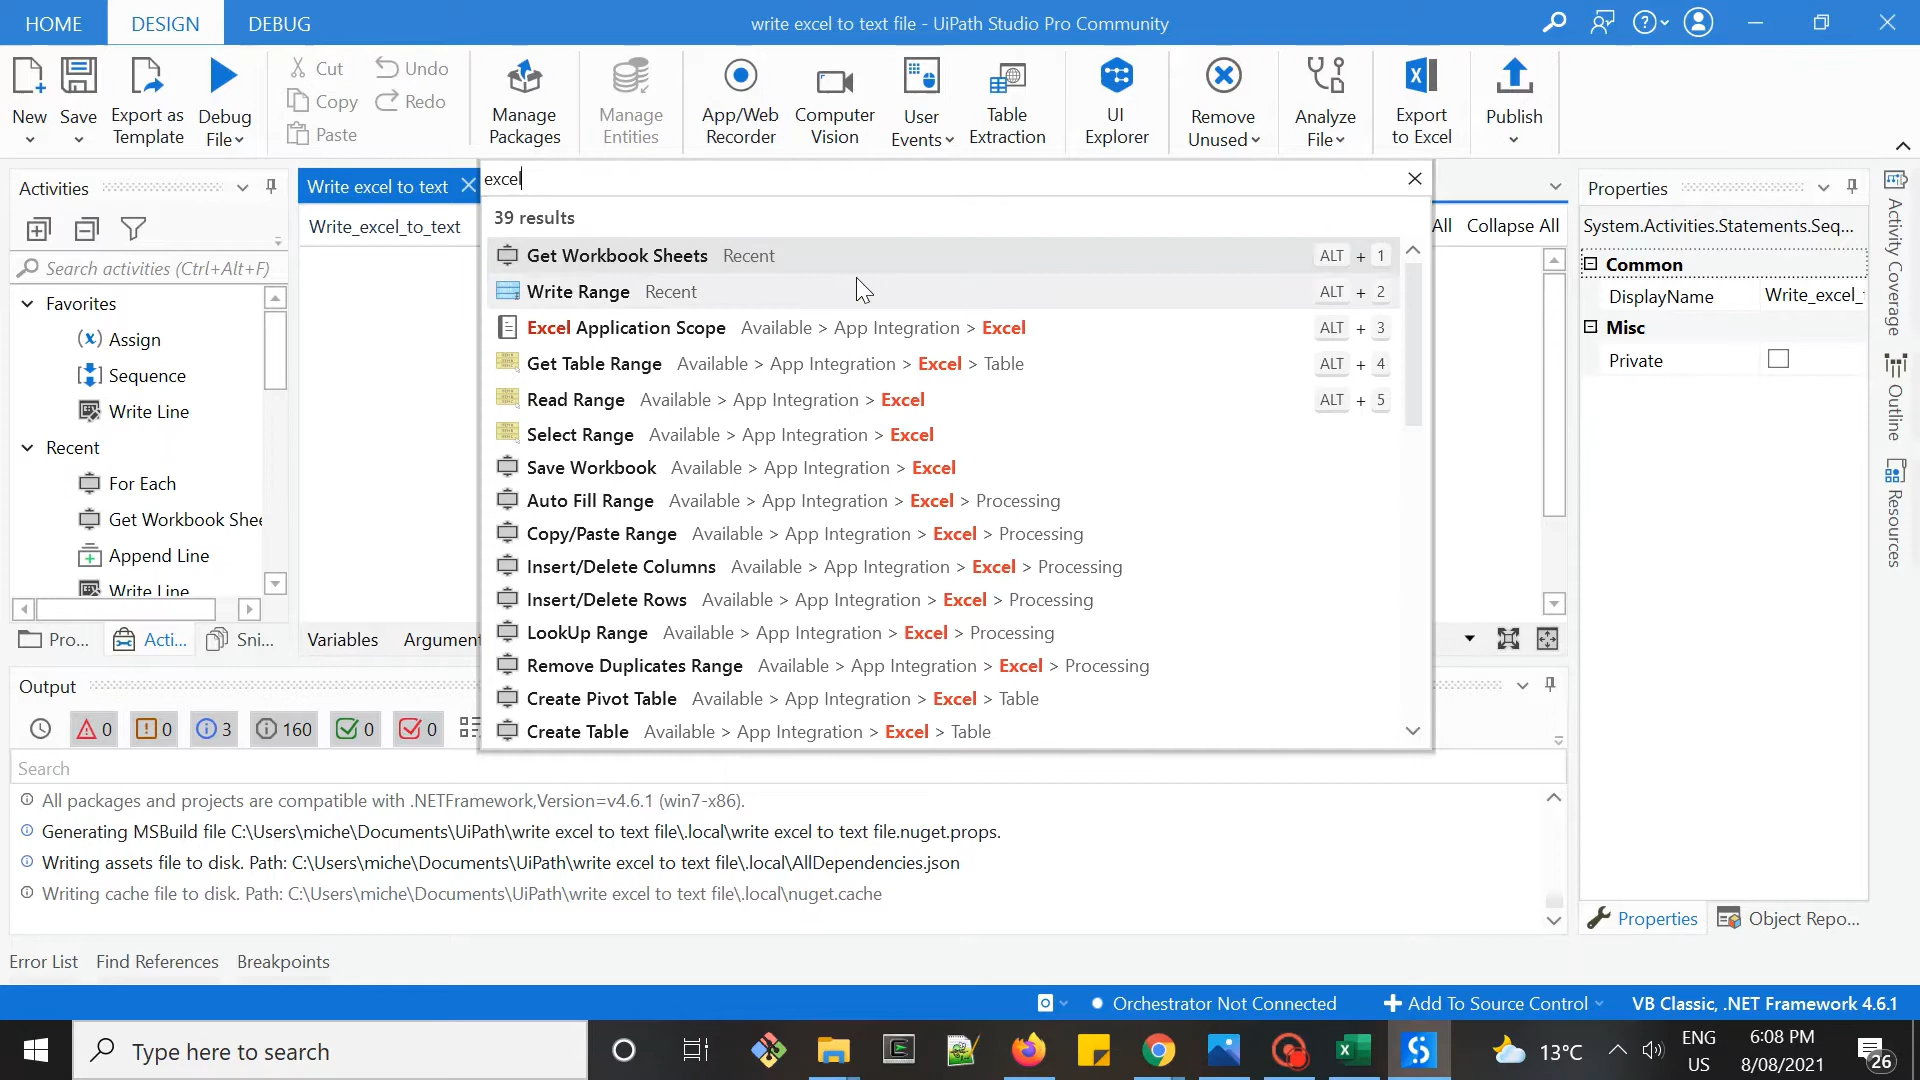 HOME DESIGN DEBUG
write excel to text file - UiPath Studio Pro Community
New
Save
Export as Template
Debug File
Cut
Copy
Paste
Undo
Redo
Manage Packages
Manage Entities
App/Web Recorder
Computer Vision
User Events
Table Extraction
UI Explorer
Remove Unused
Analyze File
Export to Excel
Publish
Activities
Search activities (Ctrl+Alt+F)
Favorites
Assign
Sequence
Write Line
Recent
For Each
Get Workbook Shee
Append Line
Write Line
Pro...
Acti...
Sni...
Write excel to text
Write_excel_to_text
Variables
Argument
excel
39 results
Get Workbook Sheets Recent ALT + 1
Write Range Recent ALT + 2
Excel Application Scope Available > App Integration > Excel ALT + 3
Get Table Range Available > App Integration > Excel > Table ALT + 4
Read Range Available > App Integration > Excel ALT + 5
Select Range Available > App Integration > Excel
Save Workbook Available > App Integration > Excel
Auto Fill Range Available > App Integration > Excel > Processing
Copy/Paste Range Available > App Integration > Excel > Processing
Insert/Delete Columns Available > App Integration > Excel > Processing
Insert/Delete Rows Available > App Integration > Excel > Processing
LookUp Range Available > App Integration > Excel > Processing
Remove Duplicates Range Available > App Integration > Excel > Processing
Create Pivot Table Available > App Integration > Excel > Table
Create Table Available > App Integration > Excel > Table
All Collapse All
Properties
System.Activities.Statements.Seq...
Common
DisplayName Write_excel_
Misc
Private
Activity Coverage
Outline
Resources
Output
0 0 3 160 0 0
Search
All packages and projects are compatible with .NETFramework,Version=v4.6.1 (win7-x86).
Generating MSBuild file C:\Users\miche\Documents\UiPath\write excel to text file\.local\write excel to text file.nuget.props.
Writing assets file to disk. Path: C:\Users\miche\Documents\UiPath\write excel to text file\.local\AllDependencies.json
Writing cache file to disk. Path: C:\Users\miche\Documents\UiPath\write excel to text file\.local\nuget.cache
Properties
Object Repo...
Error List Find References Breakpoints
Orchestrator Not Connected
Add To Source Control
VB Classic, .NET Framework 4.6.1
Type here to search
13°C
ENG
US
6:08 PM
8/08/2021
26